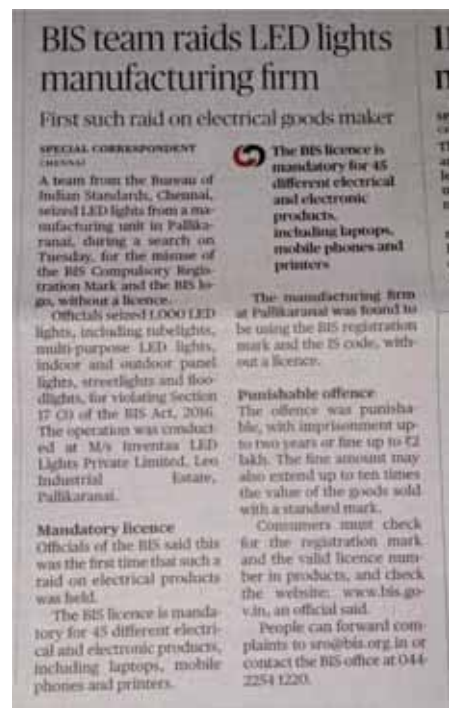 BIS team raids LED lights
manufacturing firm
First such raid on electrical goods maker
SPECIAL CORRESPONDENT
CHENNAI
A team from the Bureau of
Indian Standards, Chennai,
seized LED lights from a ma-
nufacturing unit in Pallika-
ranai, during a search on
Tuesday, for the misuse of
the BIS Compulsory Regis-
tration Mark and the BIS lo-
go, without a licence.
Officials seized 1,000 LED
lights, including tubelights,
multi-purpose LED lights,
indoor and outdoor panel
lights, streetlights and floo-
dlights, for violating Section
17 (3) of the BIS Act, 2016.
The operation was conduct-
ed at M/s Inventaa LED
Lights Private Limited, Leo
Industrial Estate,
Pallikaranai.
Mandatory licence
Officials of the BIS said this
was the first time that such a
raid on electrical products
was held.
The BIS licence is manda-
tory for 45 different electri-
cal and electronic products,
including laptops, mobile
phones and printers.
The BIS licence is
mandatory for 45
different electrical
and electronic
products,
including laptops,
mobile phones and
printers
The manufacturing firm
at Pallikaranai was found to
be using the BIS registration
mark and the IS code, with-
out a licence.
Punishable offence
The offence was punisha-
ble, with imprisonment up-
to two years or fine up to ₹2
lakh. The fine amount may
also extend up to ten times
the value of the goods sold
with a standard mark.
Consumers must check
for the registration mark
and the valid licence num-
ber in products, and check
the website: www.bis.go-
v.in, an official said.
People can forward com-
plaints to sro@bis.org.in or
contact the BIS office at 044-
2254 1220.